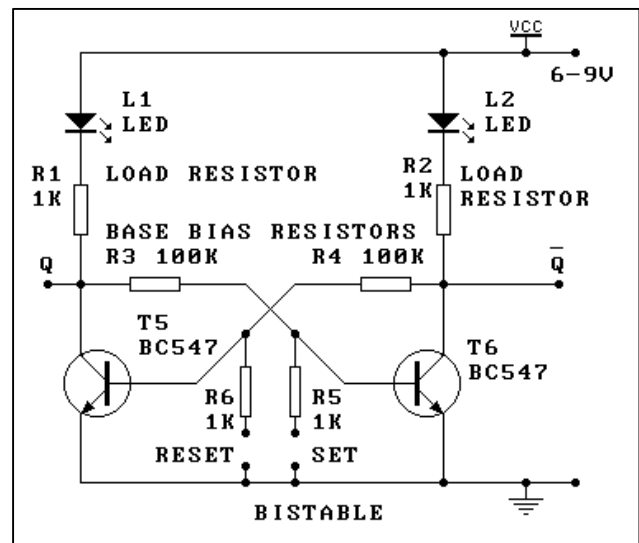 VCC
6-9V
L1
LED
L2
LED
R1
1K
LOAD RESISTOR
R2
1K
LOAD
RESISTOR
BASE BIAS RESISTORS
Q
R3 100K
R4 100K
Q̅
T5
BC547
T6
BC547
R6
1K
R5
1K
RESET
SET
BISTABLE